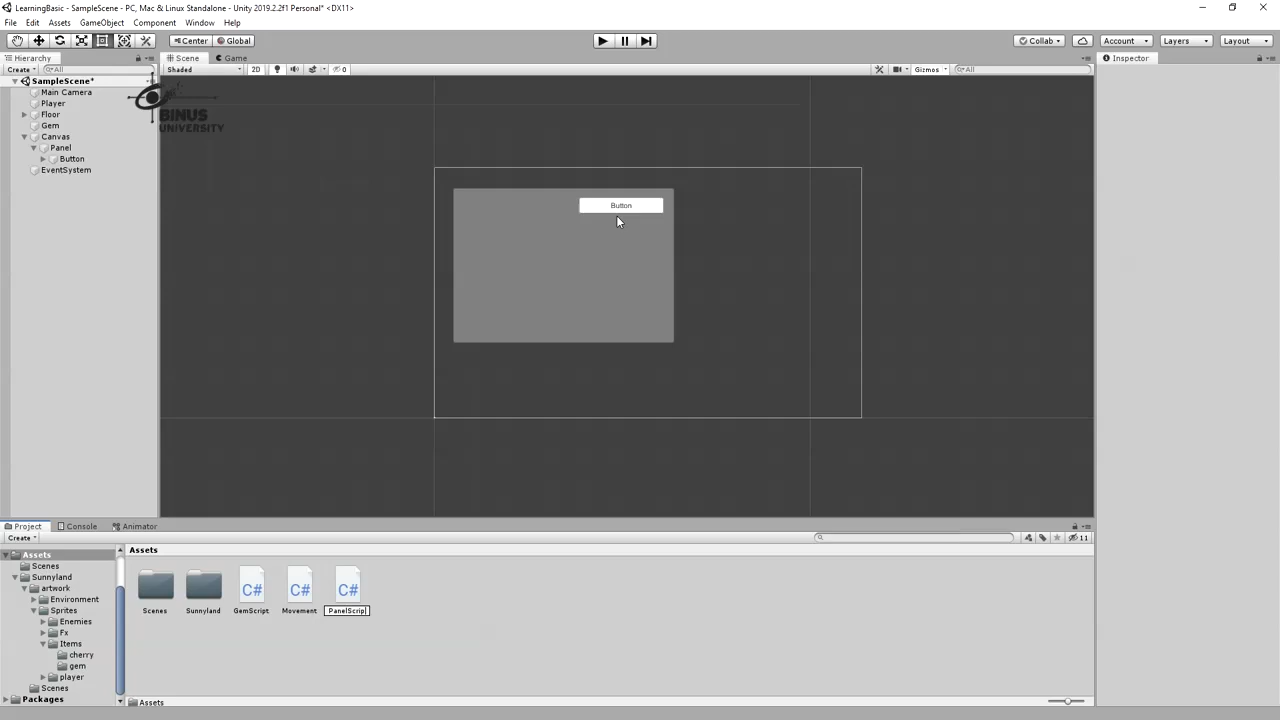 LearningBasic - SampleScene - PC, Mac & Linux Standalone - Unity 2019.2.2f1 Personal* <DX11>
File Edit Assets GameObject Component Window Help
Center Global Collab Account Layers Layout
Hierarchy Scene Game Inspector
Create All Shaded 2D 0 Gizmos All
SampleScene*
Main Camera
Player
Floor
Gem
Canvas
Panel
Button
EventSystem
BINUS
UNIVERSITY
Button
Project Console Animator
Create 11
Assets
Scenes
Sunnyland
artwork
Environment
Sprites
Enemies
Fx
Items
cherry
gem
player
Scenes
Packages
Assets
C# C# C#
Scenes Sunnyland GemScript Movement PanelScrip
Assets